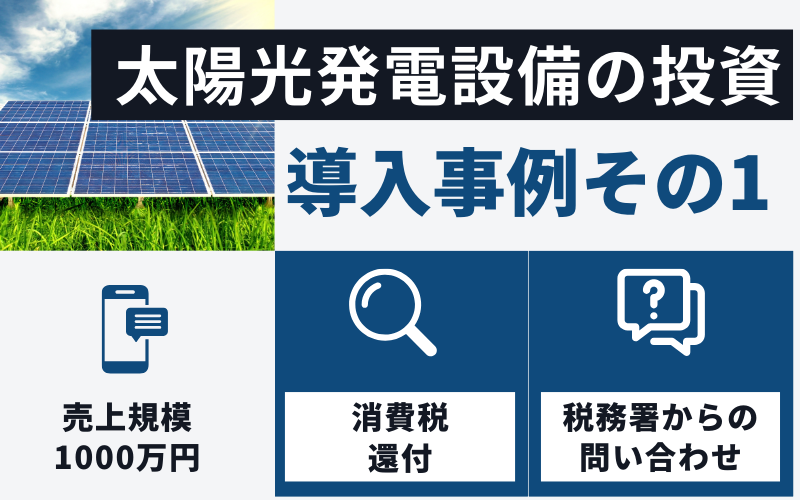 太陽光発電設備の投資
導入事例その1
売上規模
1000万円
消費税
還付
税務署からの
問い合わせ